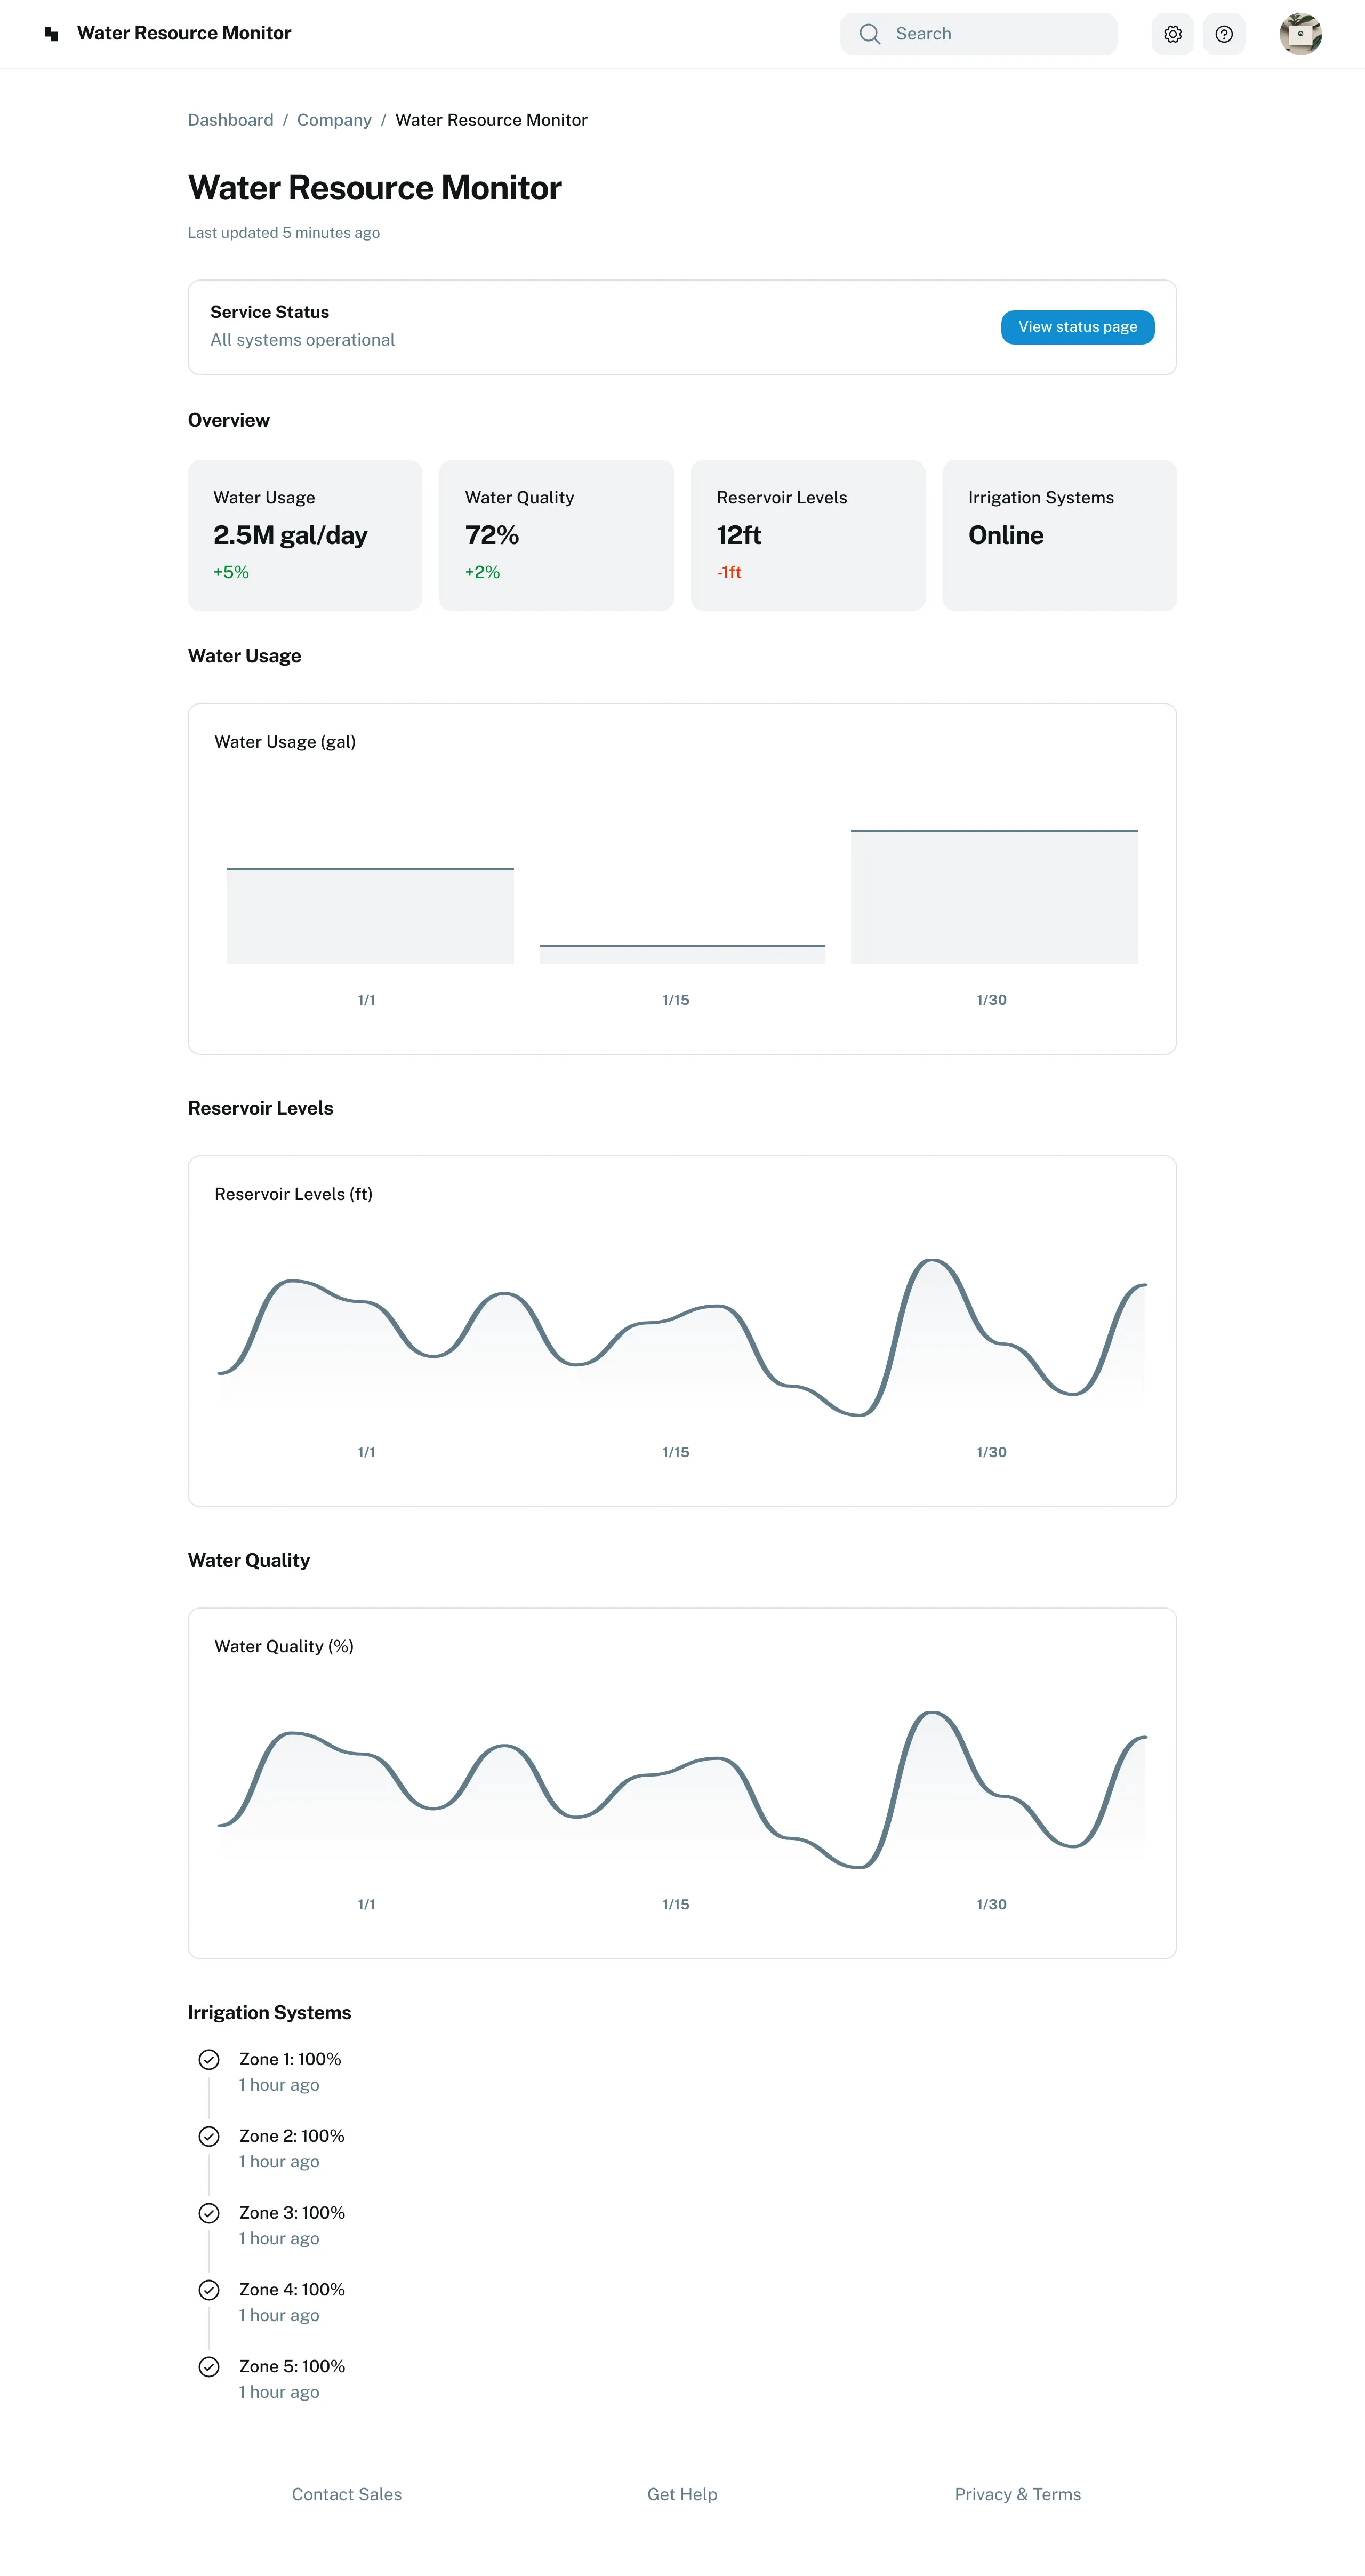 Water Resource Monitor
Search
Dashboard / Company / Water Resource Monitor
Water Resource Monitor
Last updated 5 minutes ago
Service Status
All systems operational
View status page
Overview
Water Usage
2.5M gal/day
+5%
Water Quality
72%
+2%
Reservoir Levels
12ft
-1ft
Irrigation Systems
Online
Water Usage
Water Usage (gal)
1/1
1/15
1/30
Reservoir Levels
Reservoir Levels (ft)
1/1
1/15
1/30
Water Quality
Water Quality (%)
1/1
1/15
1/30
Irrigation Systems
Zone 1: 100%
1 hour ago
Zone 2: 100%
1 hour ago
Zone 3: 100%
1 hour ago
Zone 4: 100%
1 hour ago
Zone 5: 100%
1 hour ago
Contact Sales
Get Help
Privacy & Terms